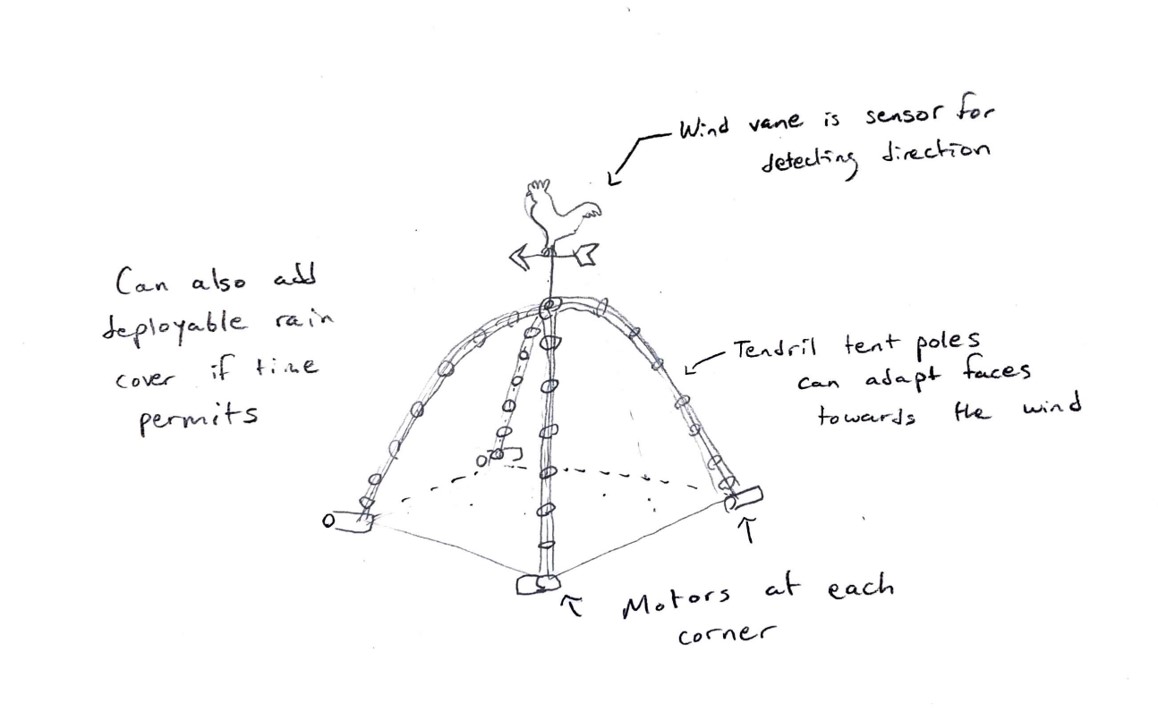 Wind vane is sensor for
detecting direction
Can also add
deployable rain
cover if time
permits
Tendril tent poles
can adapt faces
towards the wind
Motors at each
corner